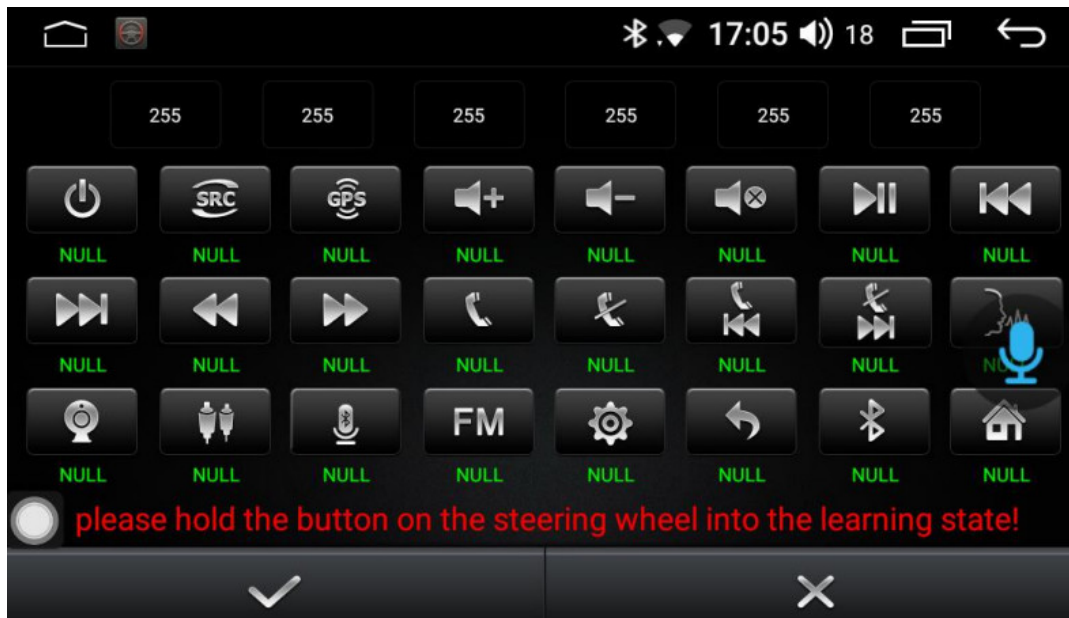 17:05 18
255 255 255 255 255 255
SRC GPS
NULL NULL NULL NULL NULL NULL NULL NULL
NULL NULL NULL NULL NULL NULL NULL
FM
NULL NULL NULL NULL NULL NULL NULL NULL
please hold the button on the steering wheel into the learning state!